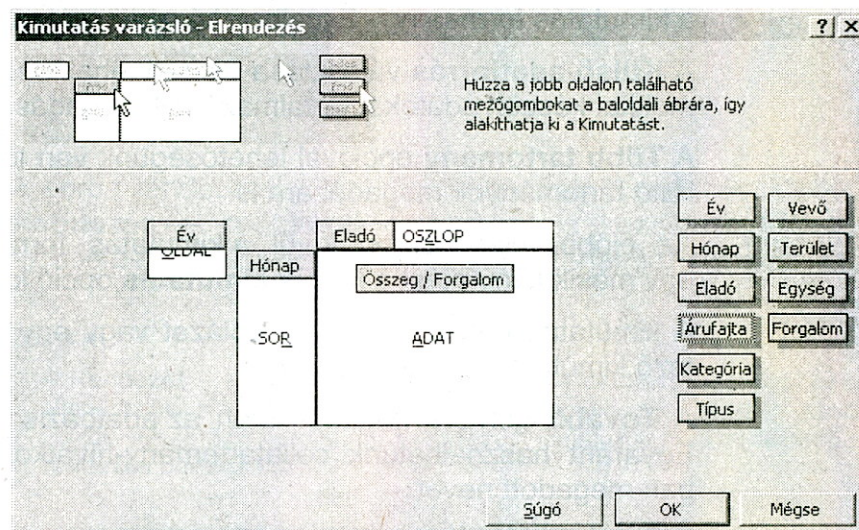 Kimutatás varázsló - Elrendezés
Húzza a jobb oldalon található
mezőgombokat a baloldali ábrára, így
alakíthatja ki a Kimutatást.
Év
OLDAL
Eladó OSZLOP
Hónap
Összeg / Forgalom
SOR
ADAT
Év Vevő
Hónap Terület
Eladó Egység
Árufajta Forgalom
Kategória
Típus
Súgó OK Mégse